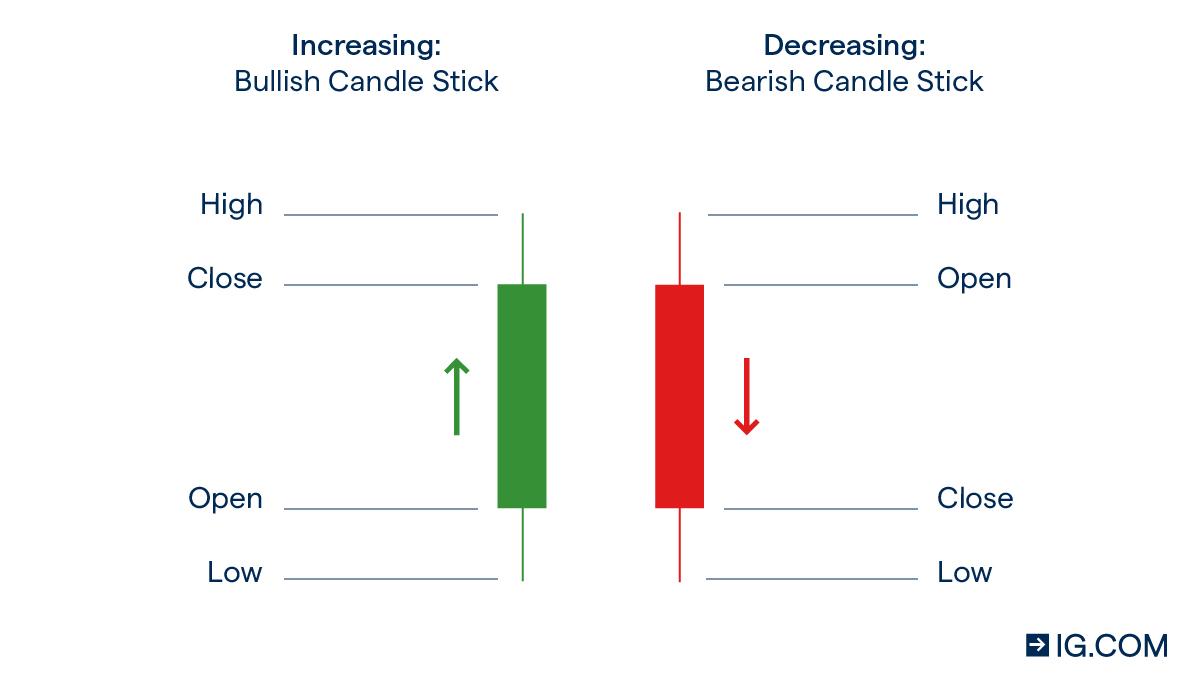 Increasing:
Bullish Candle Stick
Decreasing:
Bearish Candle Stick
High
Close
Open
Low
High
Open
Close
Low
IG.COM